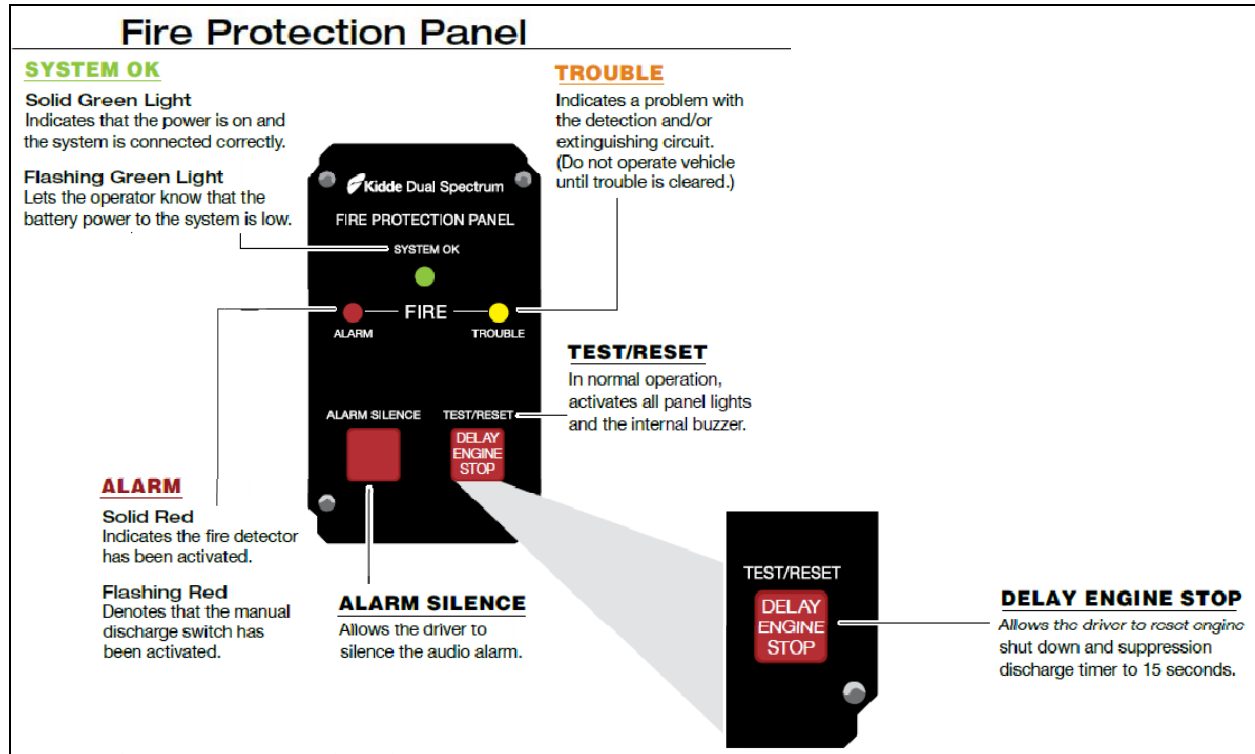 Fire Protection Panel
SYSTEM OK
Solid Green Light
Indicates that the power is on and
the system is connected correctly.
Flashing Green Light
Lets the operator know that the
battery power to the system is low.
TROUBLE
Indicates a problem with
the detection and/or
extinguishing circuit.
(Do not operate vehicle
until trouble is cleared.)
Kidde Dual Spectrum
FIRE PROTECTION PANEL
SYSTEM OK
FIRE
ALARM
TROUBLE
ALARM SILENCE
TEST/RESET
DELAY
ENGINE
STOP
TEST/RESET
In normal operation,
activates all panel lights
and the internal buzzer.
ALARM
Solid Red
Indicates the fire detector
has been activated.
Flashing Red
Denotes that the manual
discharge switch has
been activated.
ALARM SILENCE
Allows the driver to
silence the audio alarm.
TEST/RESET
DELAY
ENGINE
STOP
DELAY ENGINE STOP
Allows the driver to reset engine
shut down and suppression
discharge timer to 15 seconds.